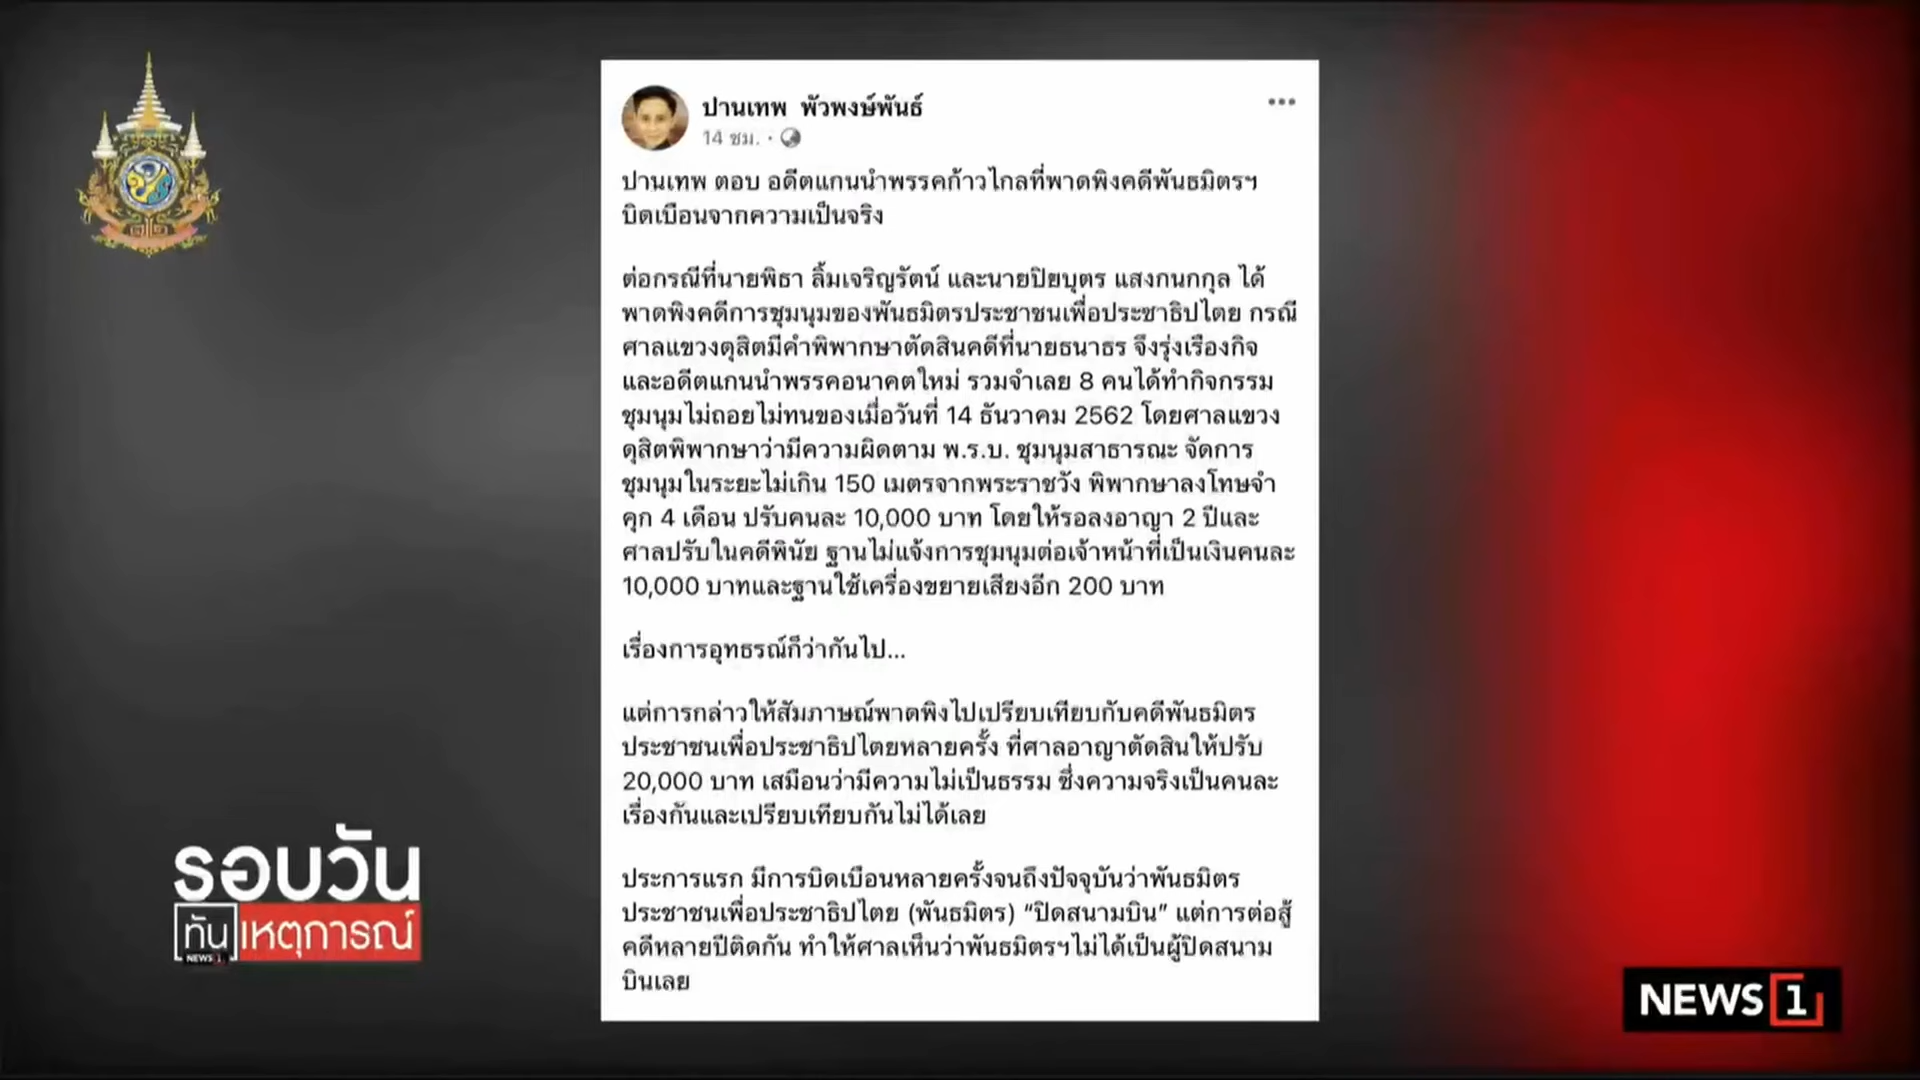 ปานเทพ พัวพงษ์พันธ์
14 ชม. ·
ปานเทพ ตอบ อดีตแกนนำพรรคก้าวไกลที่พาดพิงคดีพันธมิตรฯ
บิดเบือนจากความเป็นจริง
ต่อกรณีที่นายพิธา ลิ้มเจริญรัตน์ และนายปิยบุตร แสงกนกกุล ได้
พาดพิงคดีการชุมนุมของพันธมิตรประชาชนเพื่อประชาธิปไตย กรณี
ศาลแขวงดุสิตมีคำพิพากษาตัดสินคดีที่นายธนาธร จึงรุ่งเรืองกิจ
และอดีตแกนนำพรรคอนาคตใหม่ รวมจำเลย 8 คนได้ทำกิจกรรม
ชุมนุมไม่ถอยไม่ทนของเมื่อวันที่ 14 ธันวาคม 2562 โดยศาลแขวง
ดุสิตพิพากษาว่ามีความผิดตาม พ.ร.บ. ชุมนุมสาธารณะ จัดการ
ชุมนุมในระยะไม่เกิน 150 เมตรจากพระราชวัง พิพากษาลงโทษจำ
คุก 4 เดือน ปรับคนละ 10,000 บาท โดยให้รอลงอาญา 2 ปีและ
ศาลปรับในคดีพินัย ฐานไม่แจ้งการชุมนุมต่อเจ้าหน้าที่เป็นเงินคนละ
10,000 บาทและฐานใช้เครื่องขยายเสียงอีก 200 บาท
เรื่องการอุทธรณ์ก็ว่ากันไป...
แต่การกล่าวให้สัมภาษณ์พาดพิงไปเปรียบเทียบกับคดีพันธมิตร
ประชาชนเพื่อประชาธิปไตยหลายครั้ง ที่ศาลอาญาตัดสินให้ปรับ
20,000 บาท เสมือนว่ามีความไม่เป็นธรรม ซึ่งความจริงเป็นคนละ
เรื่องกันและเปรียบเทียบกันไม่ได้เลย
ประการแรก มีการบิดเบือนหลายครั้งจนถึงปัจจุบันว่าพันธมิตร
ประชาชนเพื่อประชาธิปไตย (พันธมิตร) “ปิดสนามบิน” แต่การต่อสู้
คดีหลายปีติดกัน ทำให้ศาลเห็นว่าพันธมิตรฯไม่ได้เป็นผู้ปิดสนาม
บินเลย
รอบวัน
ทัน เหตุการณ์
NEWS 1
NEWS 1